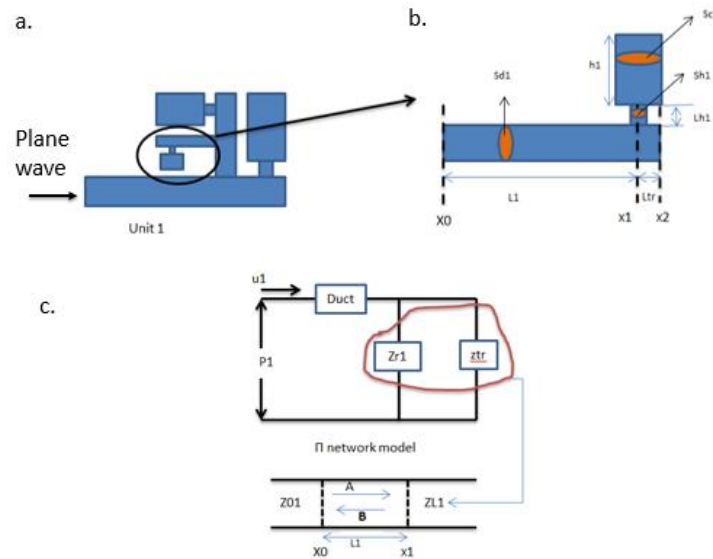 a.
Plane
wave
Unit 1
b.
Sc
h1
Sh1
Sd1
Lh1
L1
Ltr
X0
x1
x2
c.
u1
Duct
P1
Zr1
ztr
Π network model
A
Z01
ZL1
B
X0
L1
x1